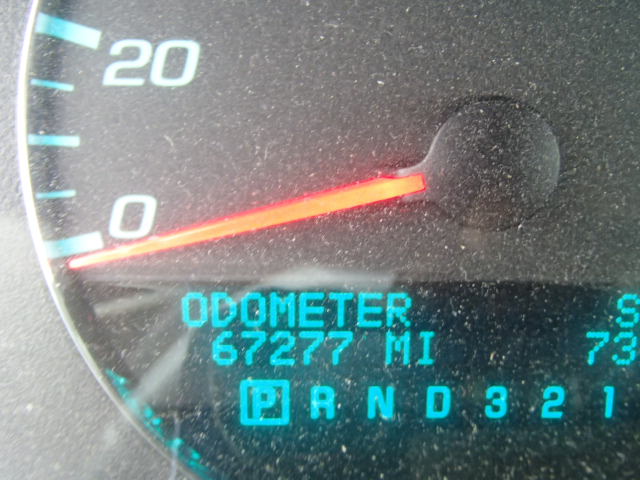 20
0
ODOMETER S
67277 MI 73
P R N D 3 2 1